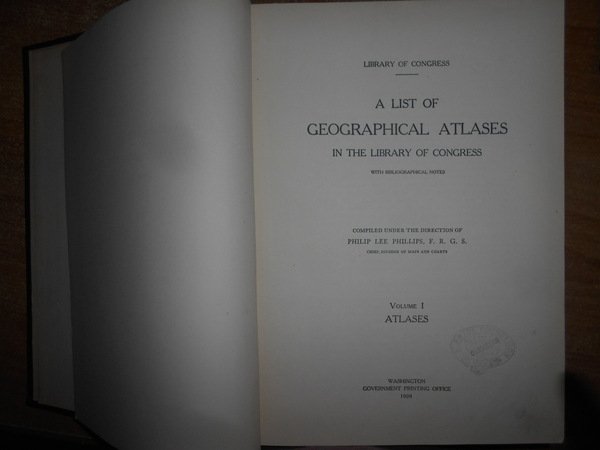 LIBRARY OF CONGRESS
A LIST OF
GEOGRAPHICAL ATLASES
IN THE LIBRARY OF CONGRESS
WITH BIBLIOGRAPHICAL NOTES
COMPILED UNDER THE DIRECTION OF
PHILIP LEE PHILLIPS, F. R. G. S.
CHIEF, DIVISION OF MAPS AND CHARTS
VOLUME I
ATLASES
WASHINGTON
GOVERNMENT PRINTING OFFICE
1909